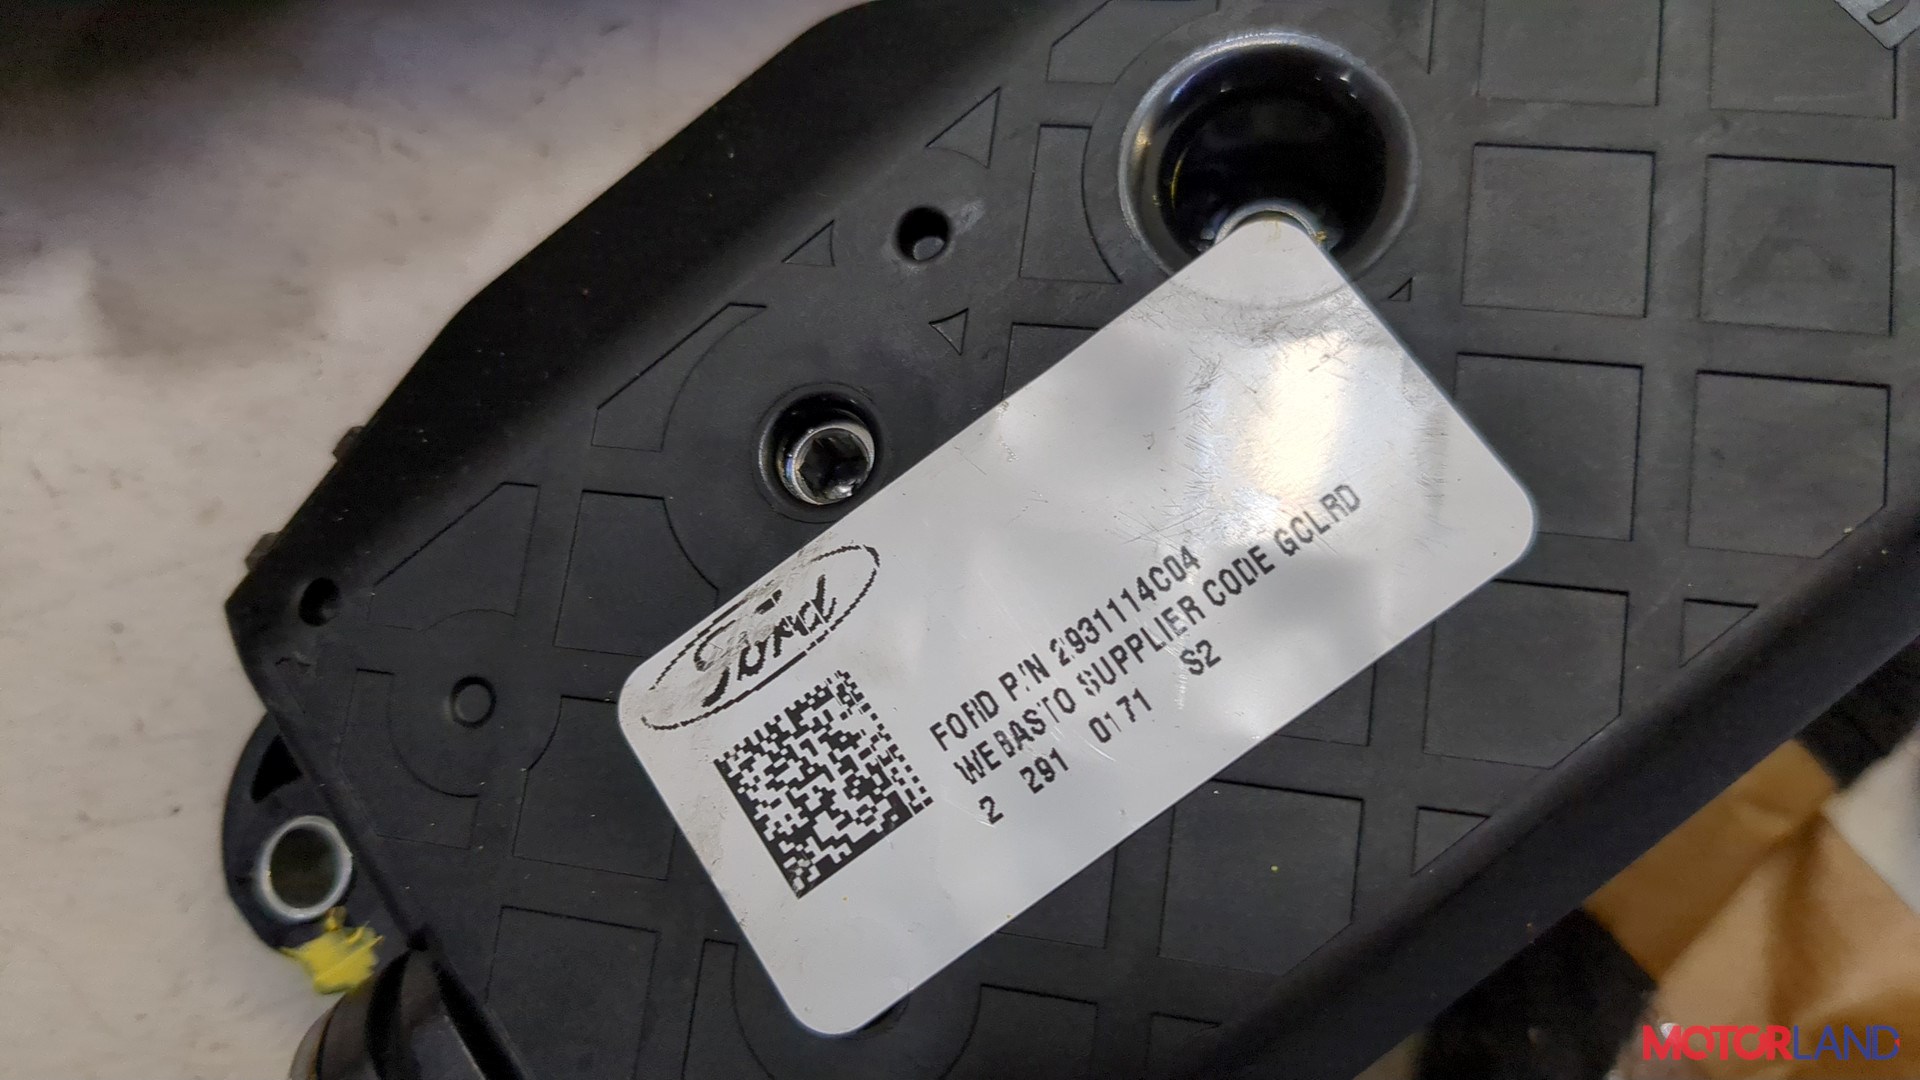 Ford
FORD P/N 2931114C04
WEBASTO SUPPLIER CODE GCLRD
2 291 0171 S2
MOTORLAND